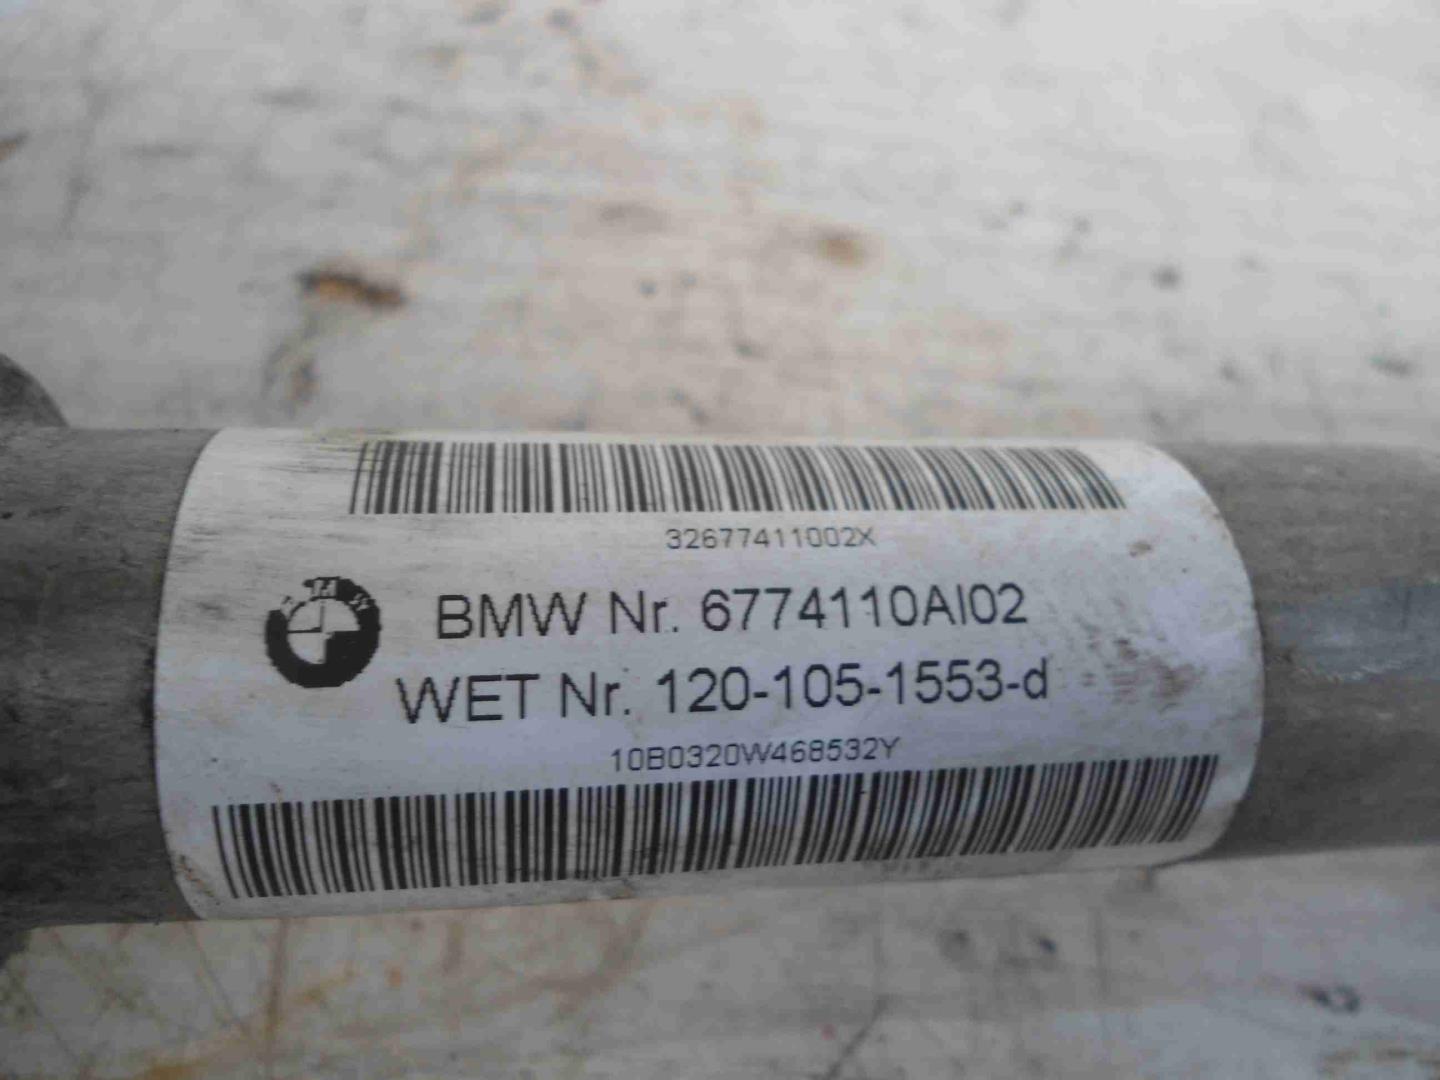 32677411002X
BMW Nr. 6774110AI02
WET Nr. 120-105-1553-d
10B0320W468532Y